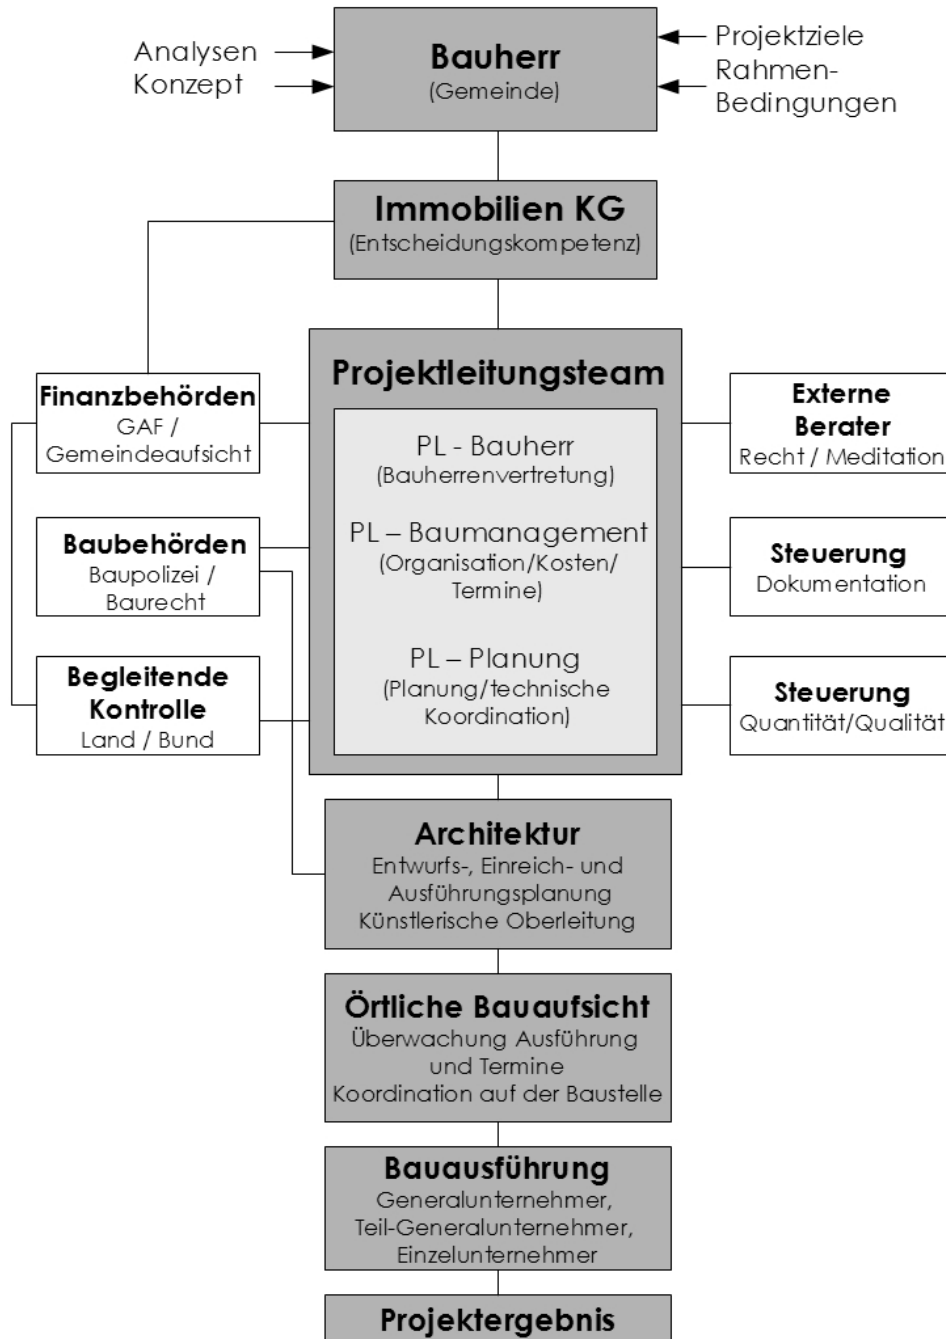 Analysen
Konzept
Bauherr
(Gemeinde)
Projektziele
Rahmen-
Bedingungen
Immobilien KG
(Entscheidungskompetenz)
Projektleitungsteam
PL - Bauherr
(Bauherrenvertretung)
PL – Baumanagement
(Organisation/Kosten/
Termine)
PL – Planung
(Planung/technische
Koordination)
Finanzbehörden
GAF /
Gemeindeaufsicht
Baubehörden
Baupolizei /
Baurecht
Begleitende
Kontrolle
Land / Bund
Externe
Berater
Recht / Meditation
Steuerung
Dokumentation
Steuerung
Quantität/Qualität
Architektur
Entwurfs-, Einreich- und
Ausführungsplanung
Künstlerische Oberleitung
Örtliche Bauaufsicht
Überwachung Ausführung
und Termine
Koordination auf der Baustelle
Bauausführung
Generalunternehmer,
Teil-Generalunternehmer,
Einzelunternehmer
Projektergebnis